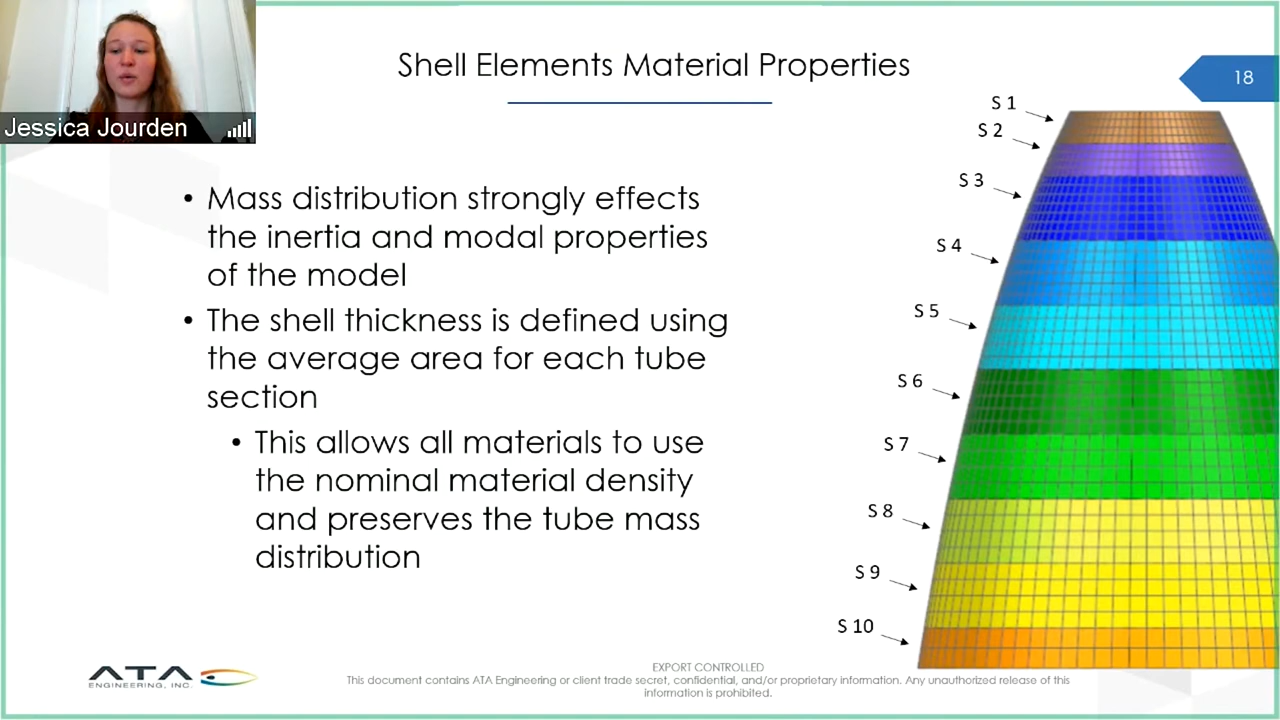 Jessica Jourden
Shell Elements Material Properties
18
• Mass distribution strongly effects
the inertia and modal properties
of the model
• The shell thickness is defined using
the average area for each tube
section
• This allows all materials to use
the nominal material density
and preserves the tube mass
distribution
S 1
S 2
S 3
S 4
S 5
S 6
S 7
S 8
S 9
S 10
ATA
ENGINEERING, INC.
EXPORT CONTROLLED
This document contains ATA Engineering or client trade secret, confidential, and/or proprietary information. Any unauthorized release of this
information is prohibited.